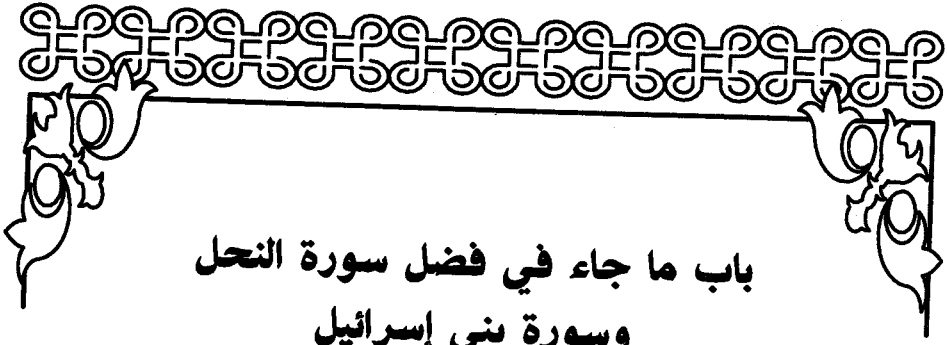 باب ما جاء في فضل سورة النحل
وسورة بني إسرائيل